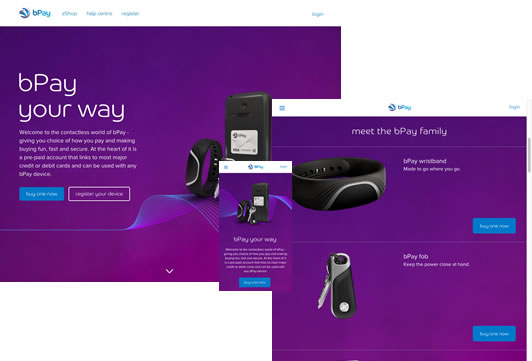 bPay
eShop help centre register login
bPay
your way
Welcome to the contactless world of bPay -
giving you choice of how you pay and making
buying fun, fast and secure. At the heart of it
is a pre-paid account that links to most major
credit or debit cards and can be used with any
bPay device.
buy one now register your device
bPay login
bPay your way
Welcome to the contactless world of bPay -
giving you choice of how you pay and making
buying fun, fast and secure. At the heart of it
is a pre-paid account that links to most major
credit or debit cards and can be used with
any bPay device.
buy one now
bPay login
meet the bPay family
bPay wristband
Made to go where you go.
buy one now
bPay fob
Keep the power close at hand.
buy one now